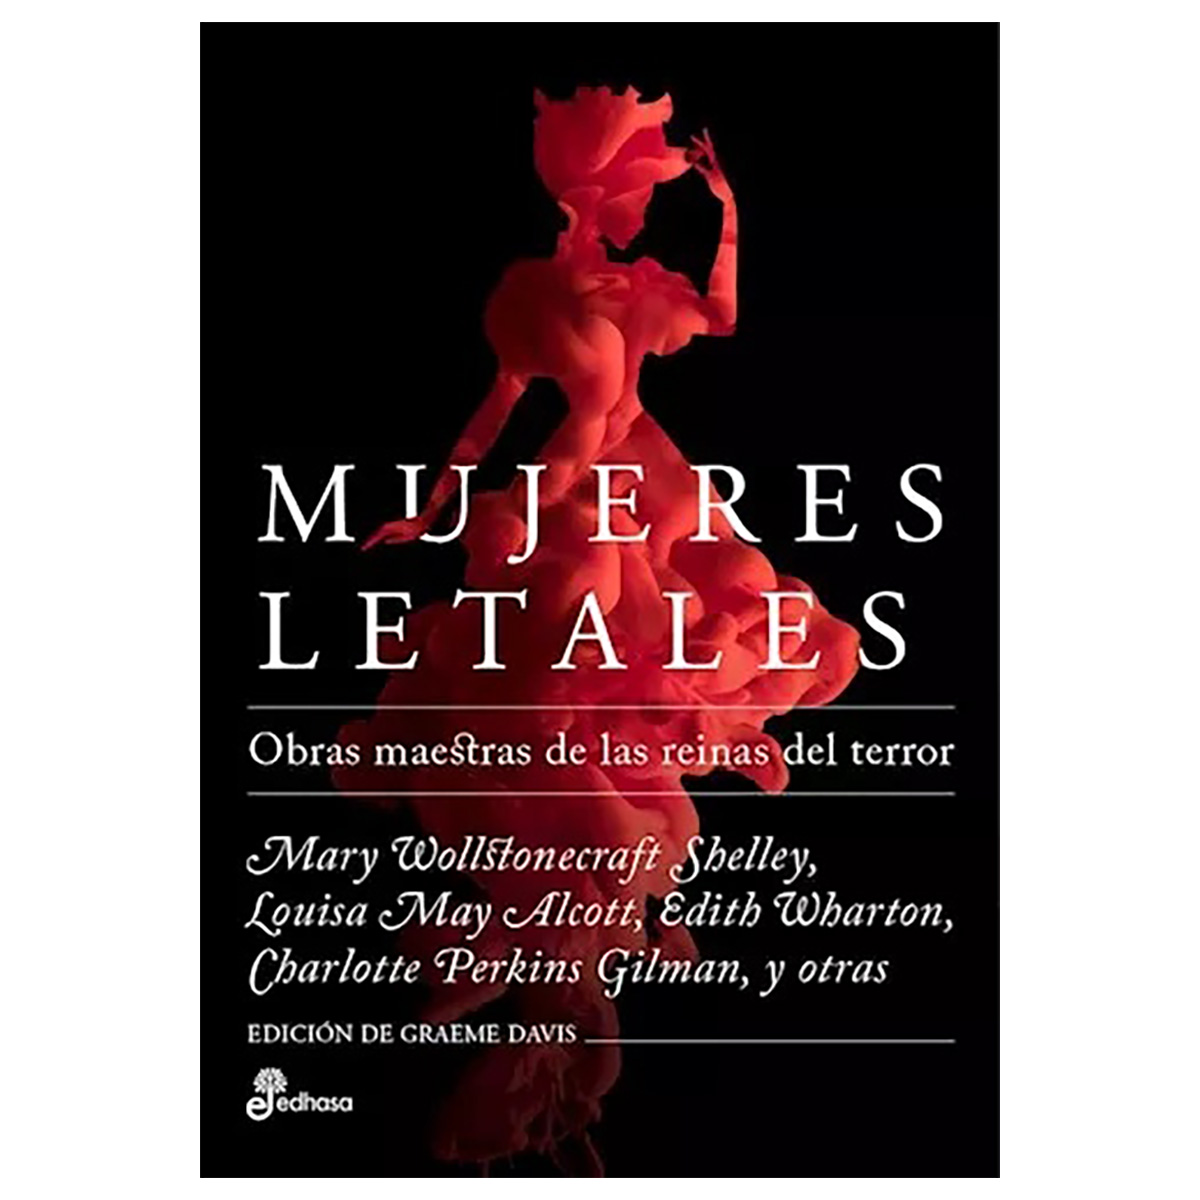 MUJERES
LETALES
Obras maestras de las reinas del terror
Mary Wollstonecraft Shelley,
Louisa May Alcott, Edith Wharton,
Charlotte Perkins Gilman, y otras
EDICIÓN DE GRAEME DAVIS
edhasa